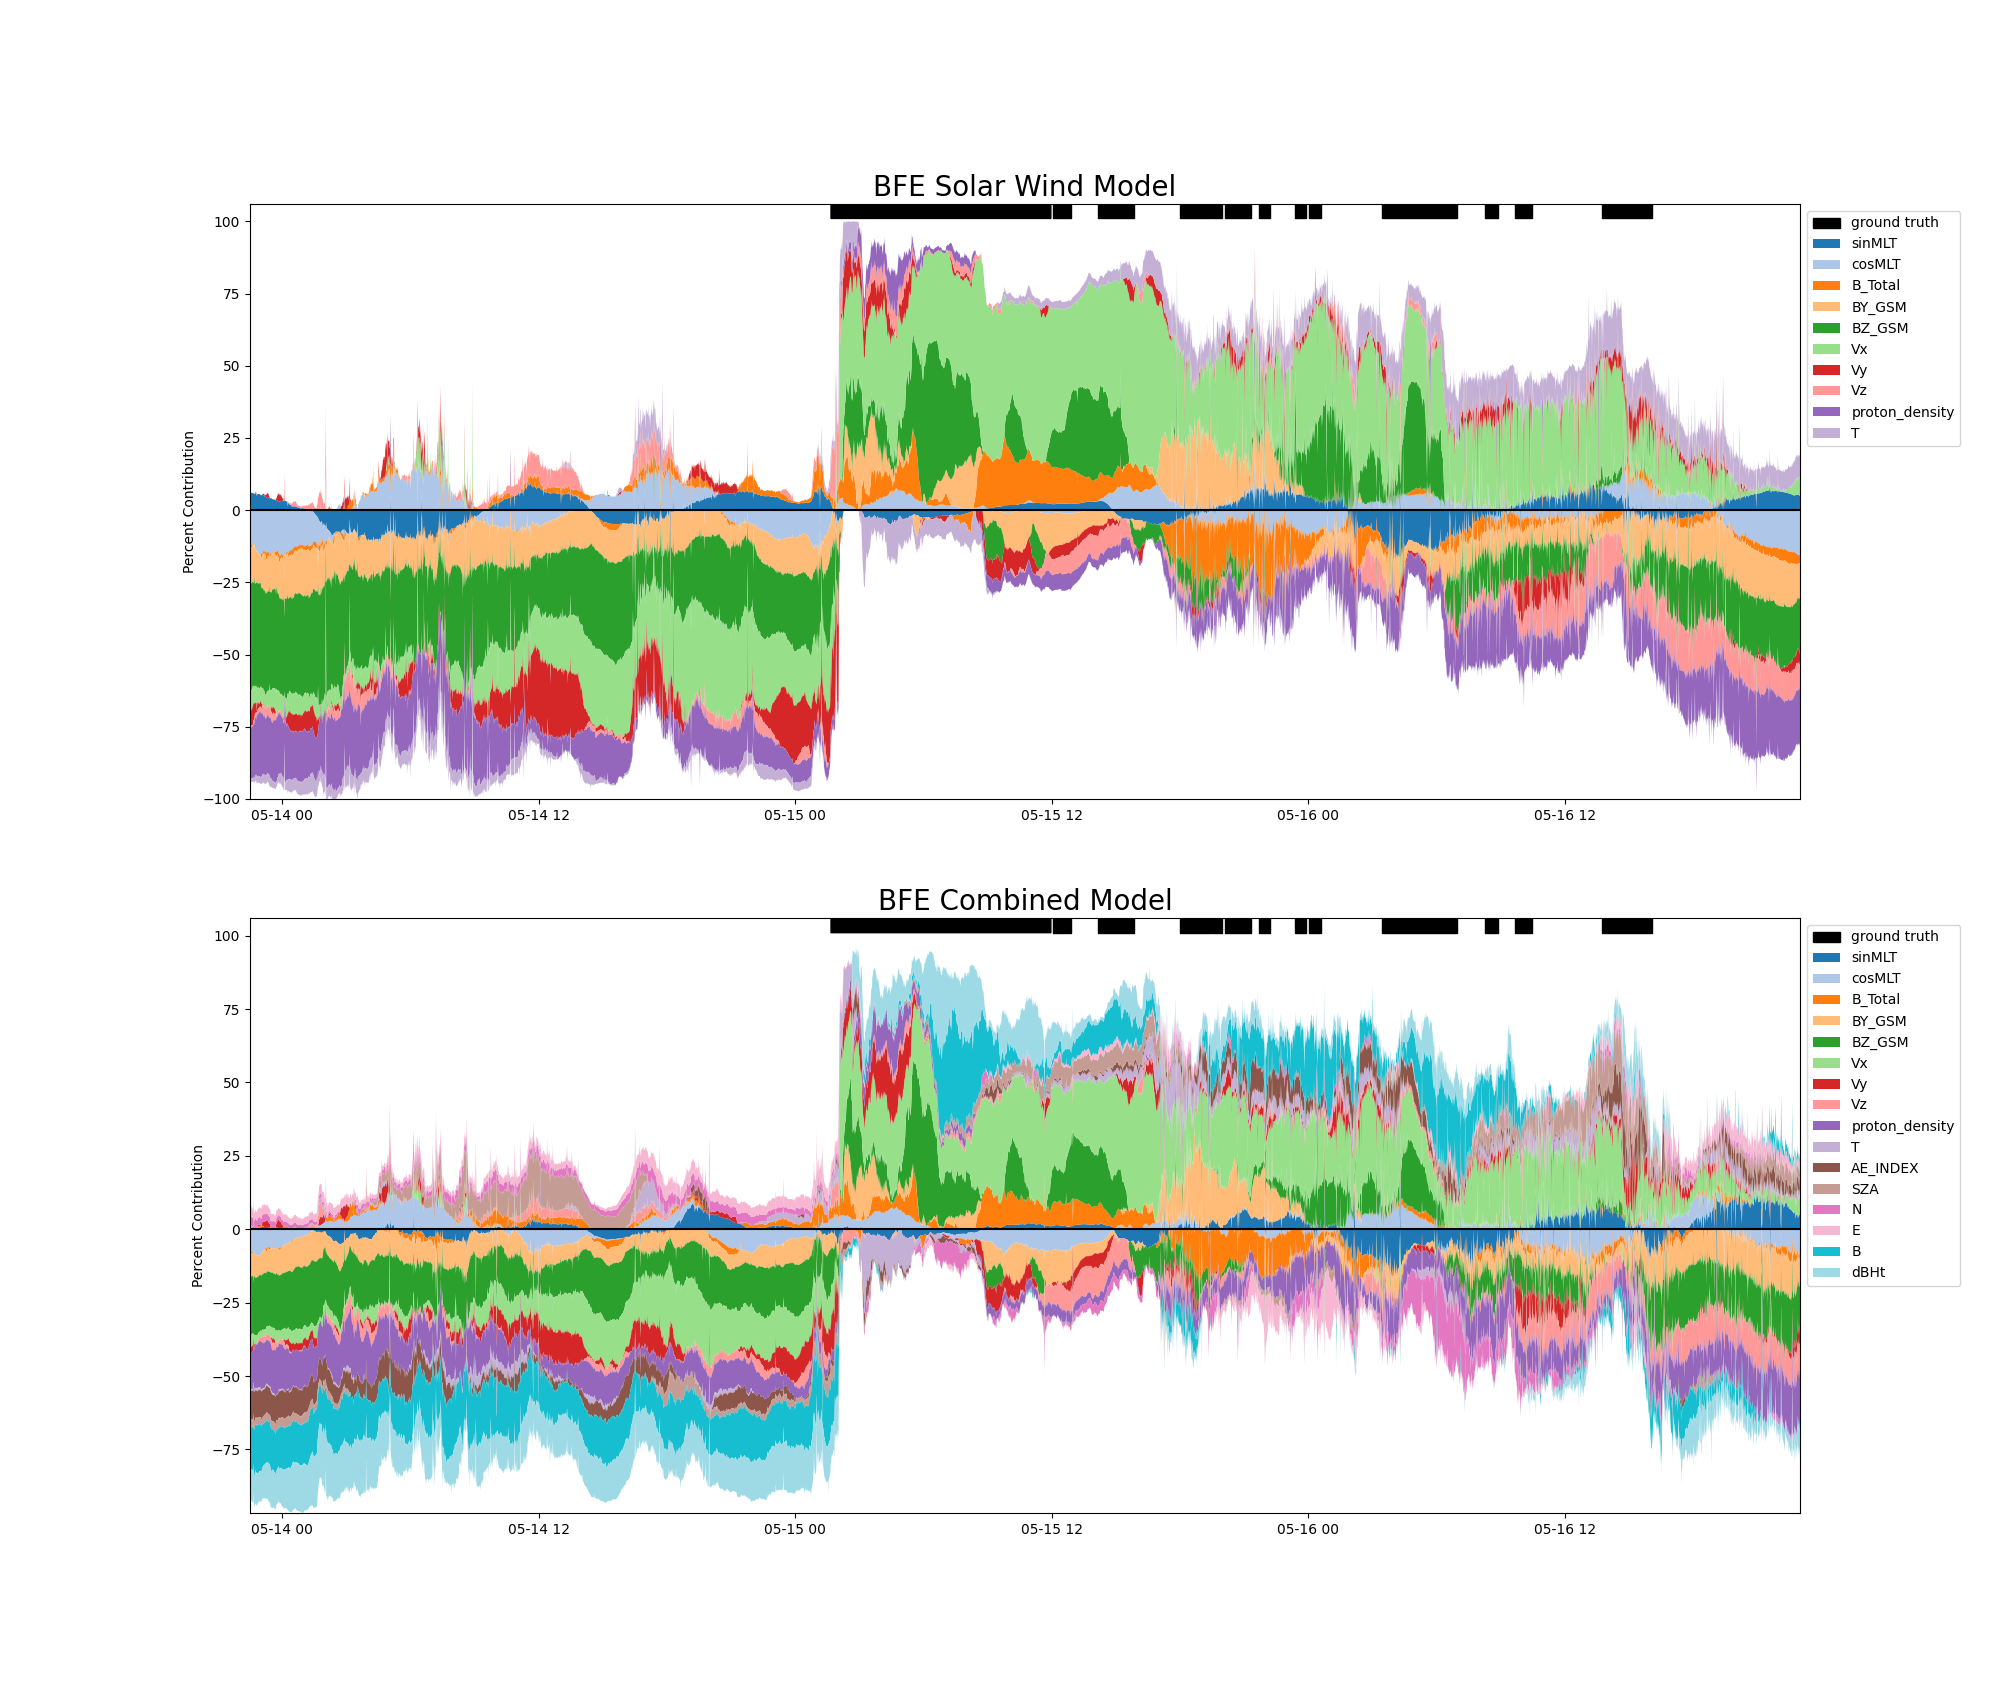 BFE Solar Wind Model
Percent Contribution
100
75
50
25
0
−25
−50
−75
−100
05-14 00
05-14 12
05-15 00
05-15 12
05-16 00
05-16 12
ground truth
sinMLT
cosMLT
B_Total
BY_GSM
BZ_GSM
Vx
Vy
Vz
proton_density
T
BFE Combined Model
Percent Contribution
100
75
50
25
0
−25
−50
−75
05-14 00
05-14 12
05-15 00
05-15 12
05-16 00
05-16 12
ground truth
sinMLT
cosMLT
B_Total
BY_GSM
BZ_GSM
Vx
Vy
Vz
proton_density
T
AE_INDEX
SZA
N
E
B
dBHt